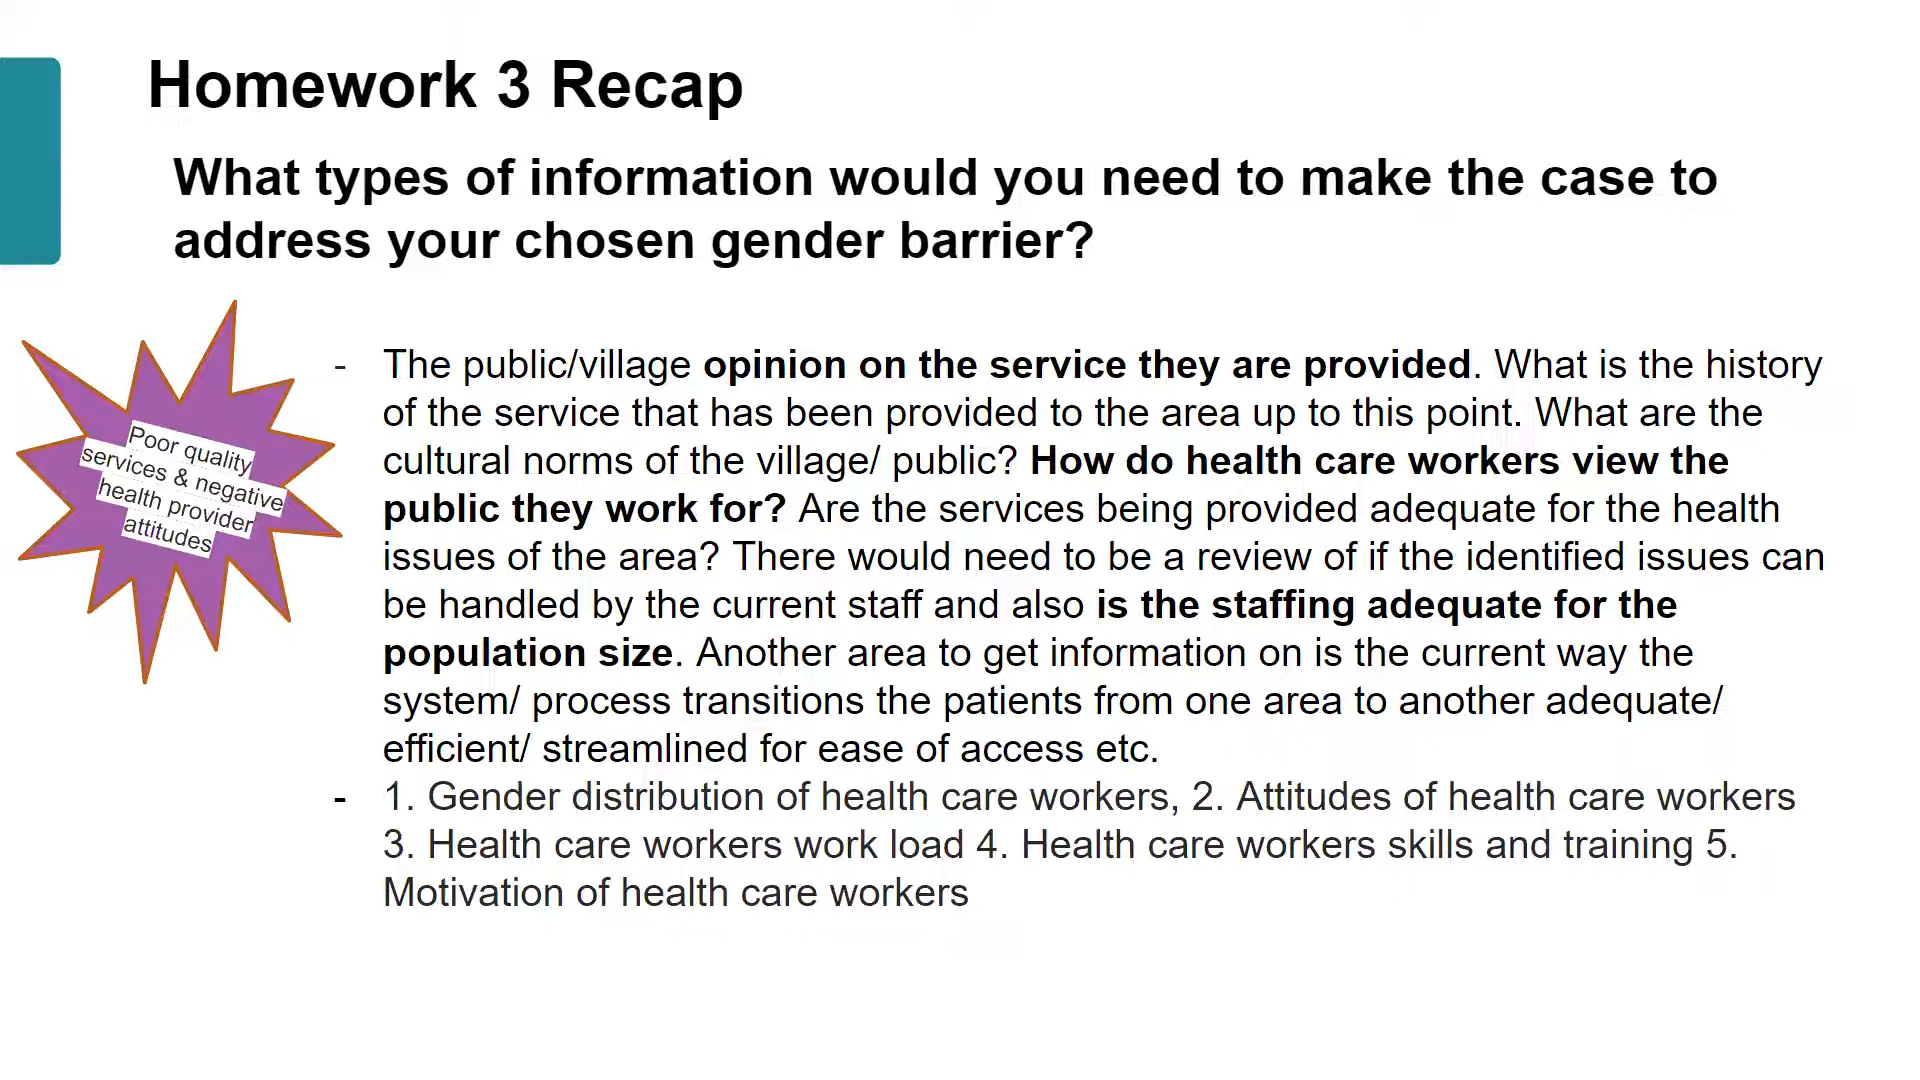 Homework 3 Recap
What types of information would you need to make the case to
address your chosen gender barrier?
Poor quality
services & negative
health provider
attitudes
- The public/village opinion on the service they are provided. What is the history
of the service that has been provided to the area up to this point. What are the
cultural norms of the village/ public? How do health care workers view the
public they work for? Are the services being provided adequate for the health
issues of the area? There would need to be a review of if the identified issues can
be handled by the current staff and also is the staffing adequate for the
population size. Another area to get information on is the current way the
system/ process transitions the patients from one area to another adequate/
efficient/ streamlined for ease of access etc.
- 1. Gender distribution of health care workers, 2. Attitudes of health care workers
3. Health care workers work load 4. Health care workers skills and training 5.
Motivation of health care workers